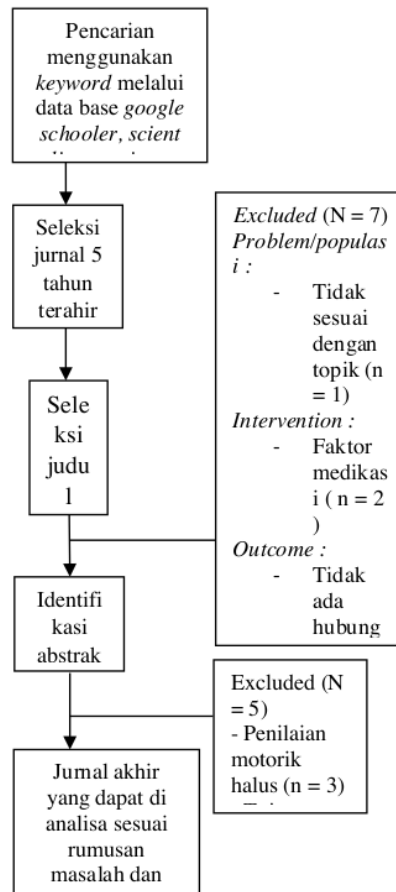 Pencarian
menggunakan
keyword melalui
data base google
schooler, scient
Seleksi
jurnal 5
tahun
terahir
Sele
ksi
judu
l
Excluded (N = 7)
Problem/populas
i :
- Tidak
sesuai
dengan
topik (n
= 1)
Intervention :
- Faktor
medikas
i ( n = 2
)
Outcome :
- Tidak
ada
hubung
Identifi
kasi
abstrak
Excluded (N
= 5)
- Penilaian
motorik
halus (n = 3)
Jurnal akhir
yang dapat di
analisa sesuai
rumusan
masalah dan